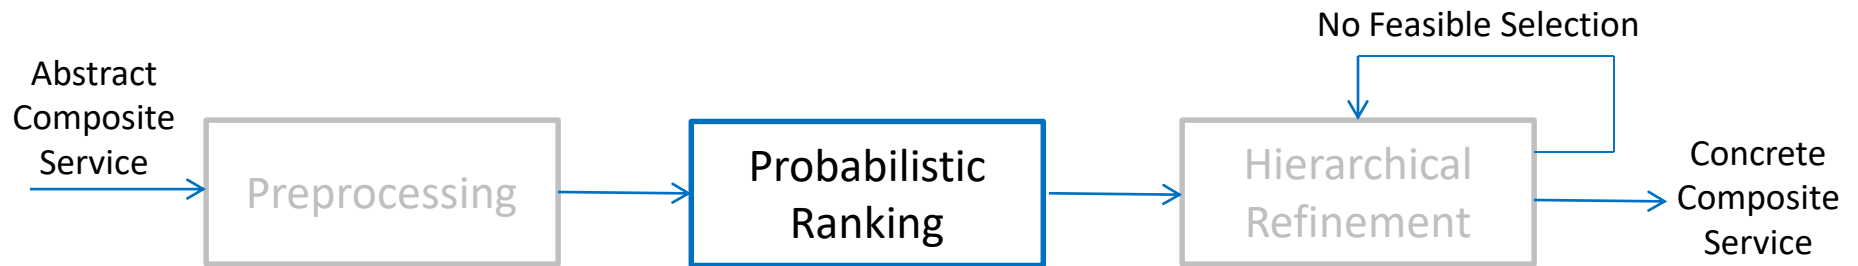 No Feasible Selection
Abstract
Composite
Service
Preprocessing
Probabilistic
Ranking
Hierarchical
Refinement
Concrete
Composite
Service